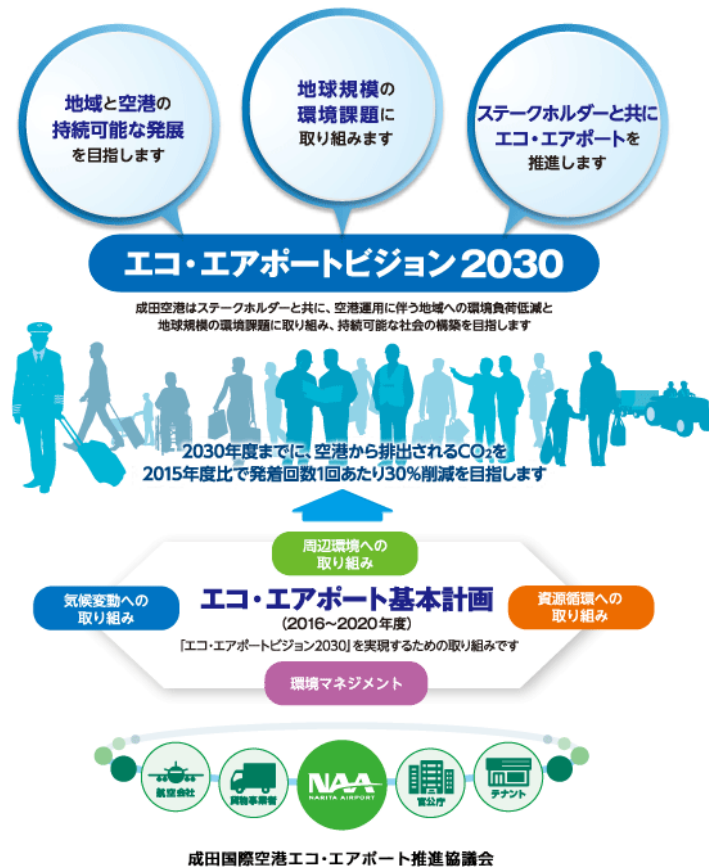 地域と空港の
持続可能な発展
を目指します
地球規模の
環境課題に
取り組みます
ステークホルダーと共に
エコ・エアポートを
推進します
エコ・エアポートビジョン2030
成田空港はステークホルダーと共に、空港運用に伴う地域への環境負荷低減と
地球規模の環境課題に取り組み、持続可能な社会の構築を目指します
2030年度までに、空港から排出されるCO₂を
2015年度比で発着回数1回あたり30%削減を目指します
周辺環境への
取り組み
気候変動への
取り組み
エコ・エアポート基本計画
(2016〜2020年度)
資源循環への
取り組み
『エコ・エアポートビジョン2030』を実現するための取り組みです
環境マネジメント
航空会社
貨物事業者
NAA
NARITA AIRPORT
官公庁
テナント
成田国際空港エコ・エアポート推進協議会